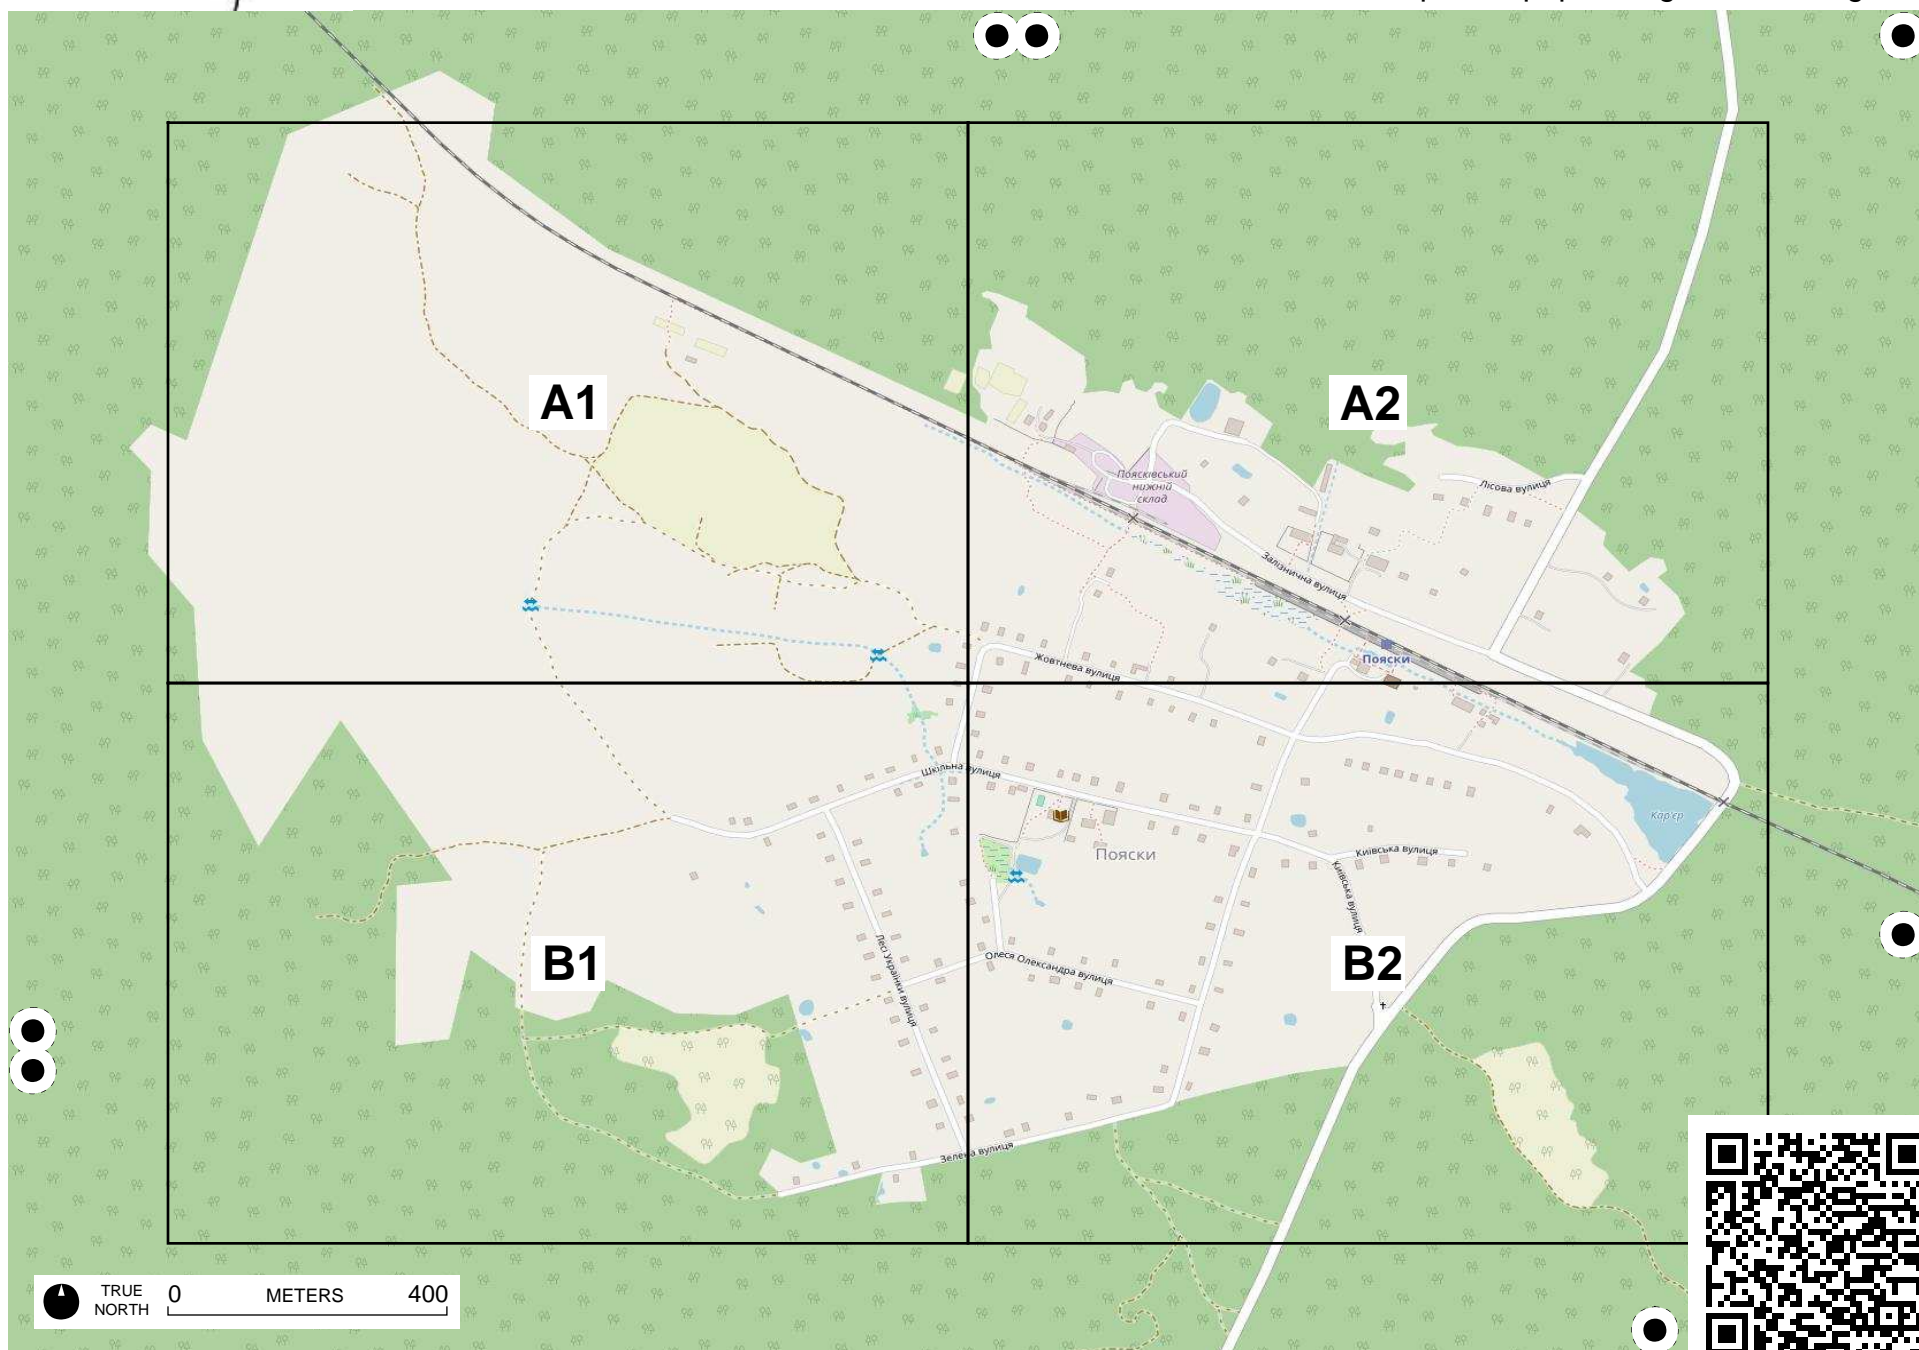 A1
A2
Поясківський
нижній
склад
Лісова вулиця
Залізнична вулиця
Пояски
Жовтнева вулиця
Шкільна вулиця
Кар'єр
Пояски
Київська вулиця
Київська вулиця
B1
B2
Лесі Українки вулиця
Олеся Олександра вулиця
Зелена вулиця
TRUE
NORTH
0 METERS 400